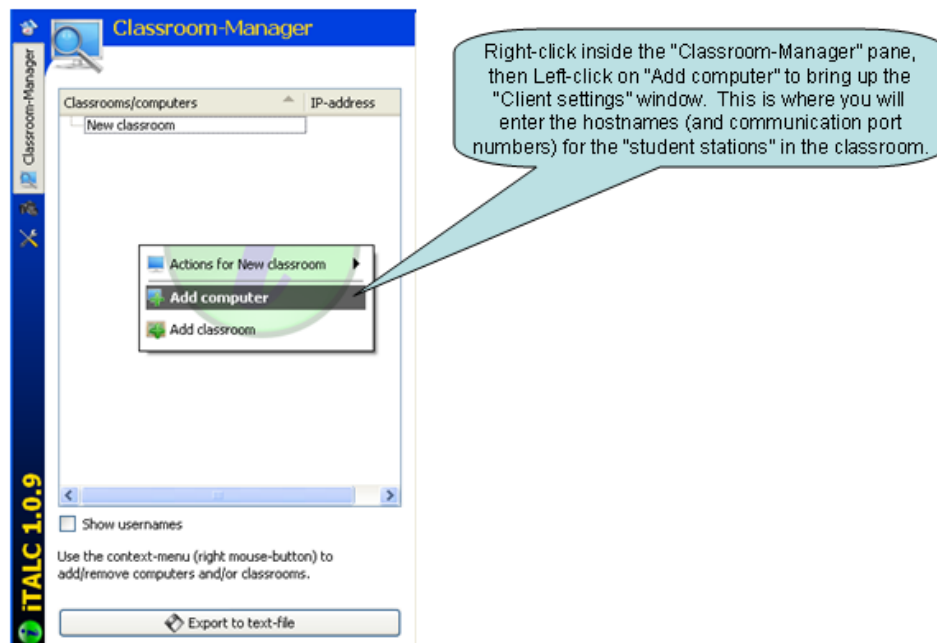 Classroom-Manager
Classroom-Manager
Classrooms/computers IP-address
New classroom
Actions for New classroom
Add computer
Add classroom
Show usernames
Use the context-menu (right mouse-button) to
add/remove computers and/or classrooms.
Export to text-file
iTALC 1.0.9
Right-click inside the "Classroom-Manager" pane,
then Left-click on "Add computer" to bring up the
"Client settings" window. This is where you will
enter the hostnames (and communication port
numbers) for the "student stations" in the classroom.